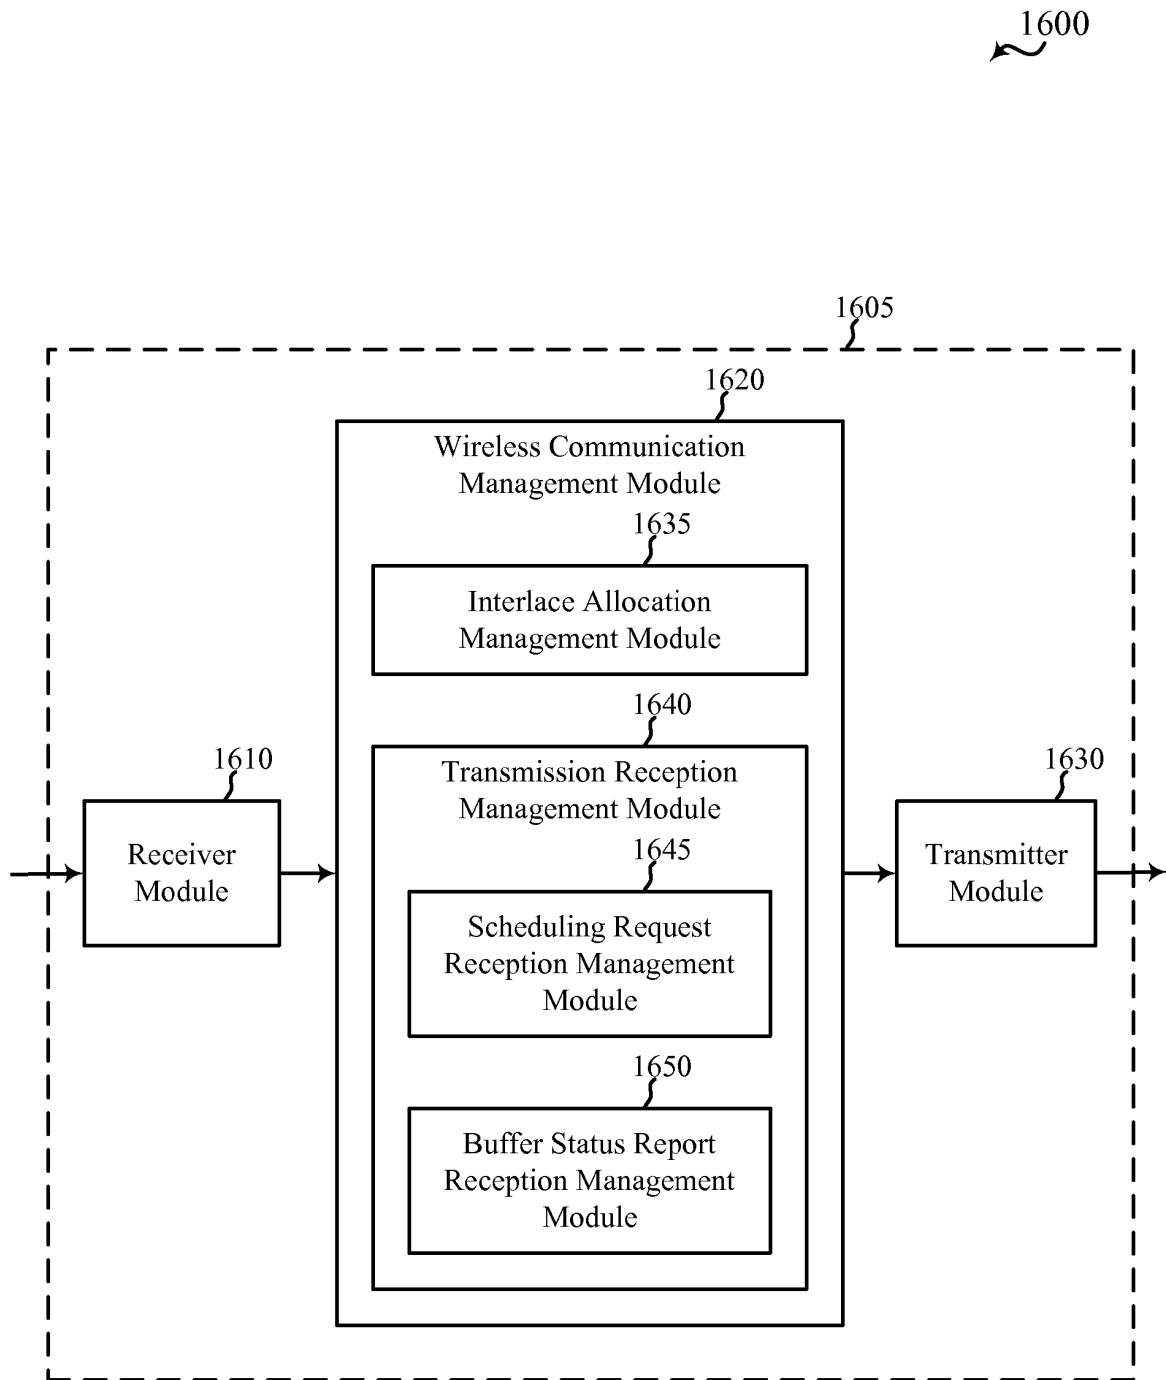 1600
1605
1620
Wireless Communication
Management Module
1635
Interlace Allocation
Management Module
1640
Transmission Reception
Management Module
1610
Receiver
Module
1645
Scheduling Request
Reception Management
Module
1630
Transmitter
Module
1650
Buffer Status Report
Reception Management
Module